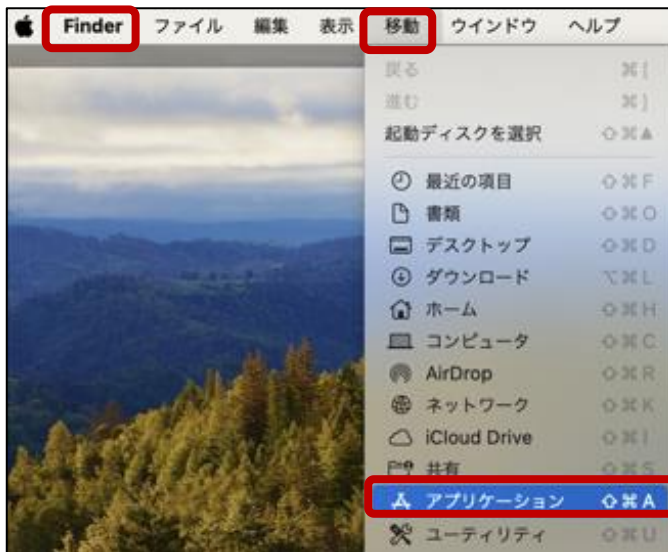 Finder ファイル 編集 表示 移動 ウインドウ ヘルプ
戻る ⌘[
進む ⌘]
起動ディスクを選択 ⇧⌘▲
最近の項目 ⇧⌘F
書類 ⇧⌘O
デスクトップ ⇧⌘D
ダウンロード ⌥⌘L
ホーム ⇧⌘H
コンピュータ ⇧⌘C
AirDrop ⇧⌘R
ネットワーク ⇧⌘K
iCloud Drive ⇧⌘I
共有 ⇧⌘S
アプリケーション ⇧⌘A
ユーティリティ ⇧⌘U